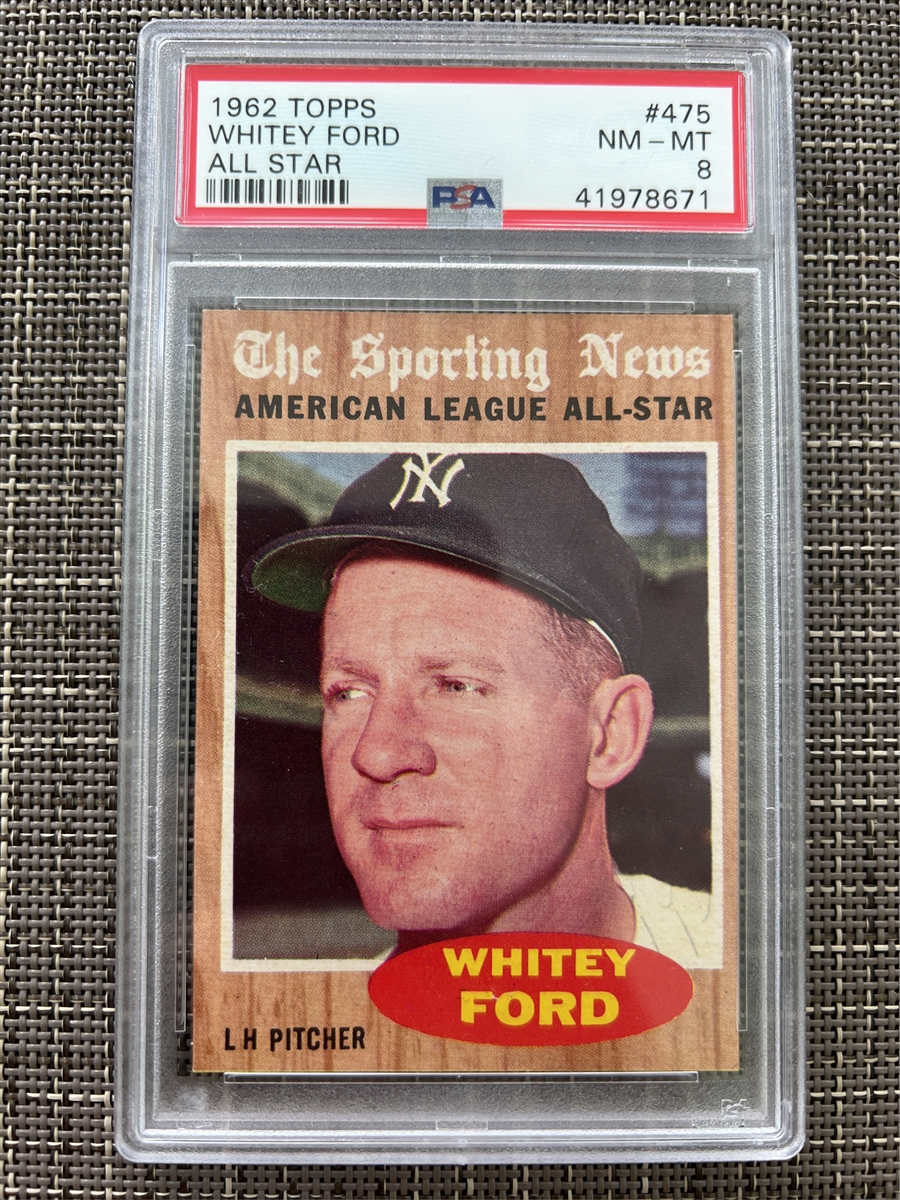 1962 TOPPS #475
WHITEY FORD NM - MT
ALL STAR 8
PSA 41978671
The Sporting News
AMERICAN LEAGUE ALL-STAR
NY
WHITEY
FORD
L H PITCHER